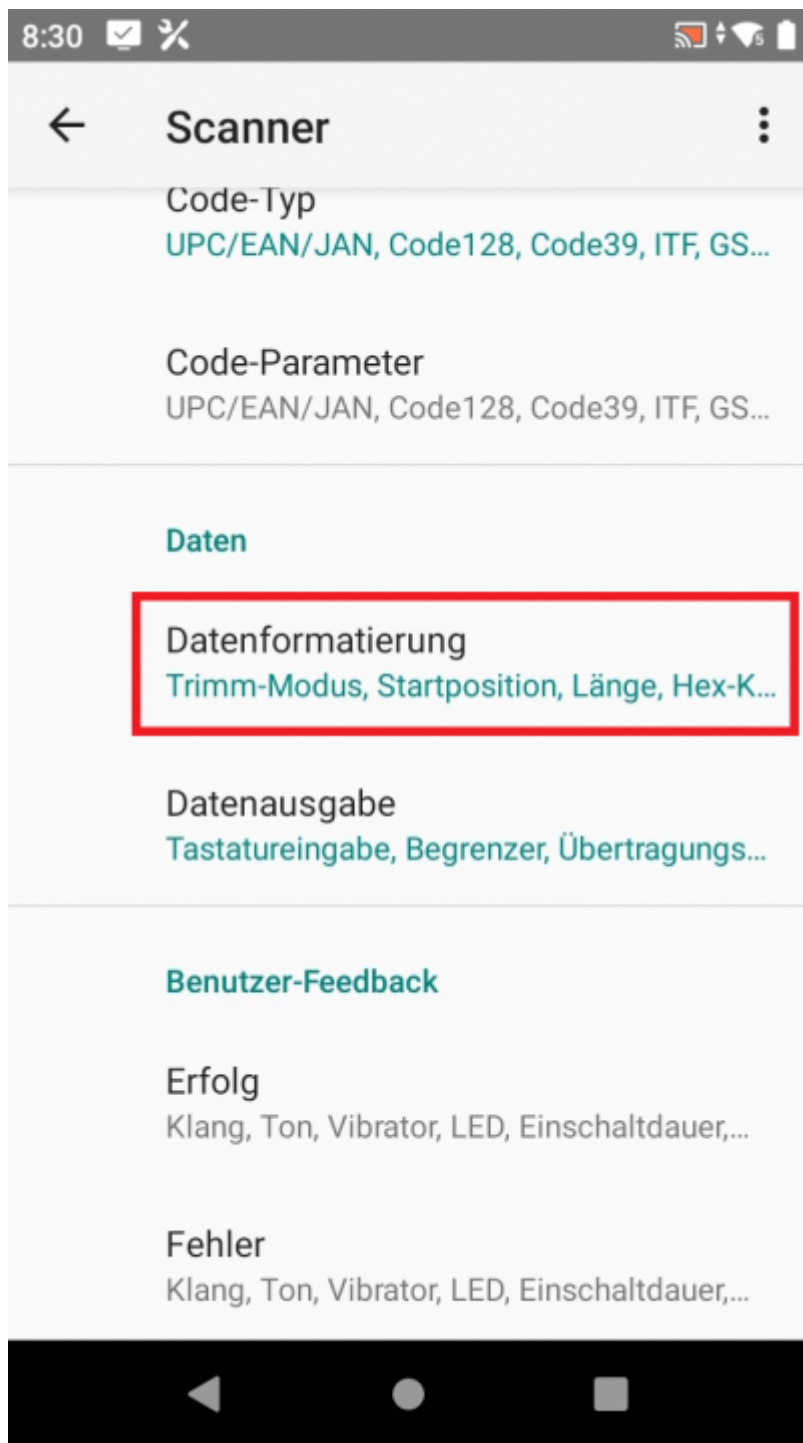 8:30
Scanner
Code-Typ
UPC/EAN/JAN, Code128, Code39, ITF, GS...
Code-Parameter
UPC/EAN/JAN, Code128, Code39, ITF, GS...
Daten
Datenformatierung
Trimm-Modus, Startposition, Länge, Hex-K...
Datenausgabe
Tastatureingabe, Begrenzer, Übertragungs...
Benutzer-Feedback
Erfolg
Klang, Ton, Vibrator, LED, Einschaltdauer,...
Fehler
Klang, Ton, Vibrator, LED, Einschaltdauer,...